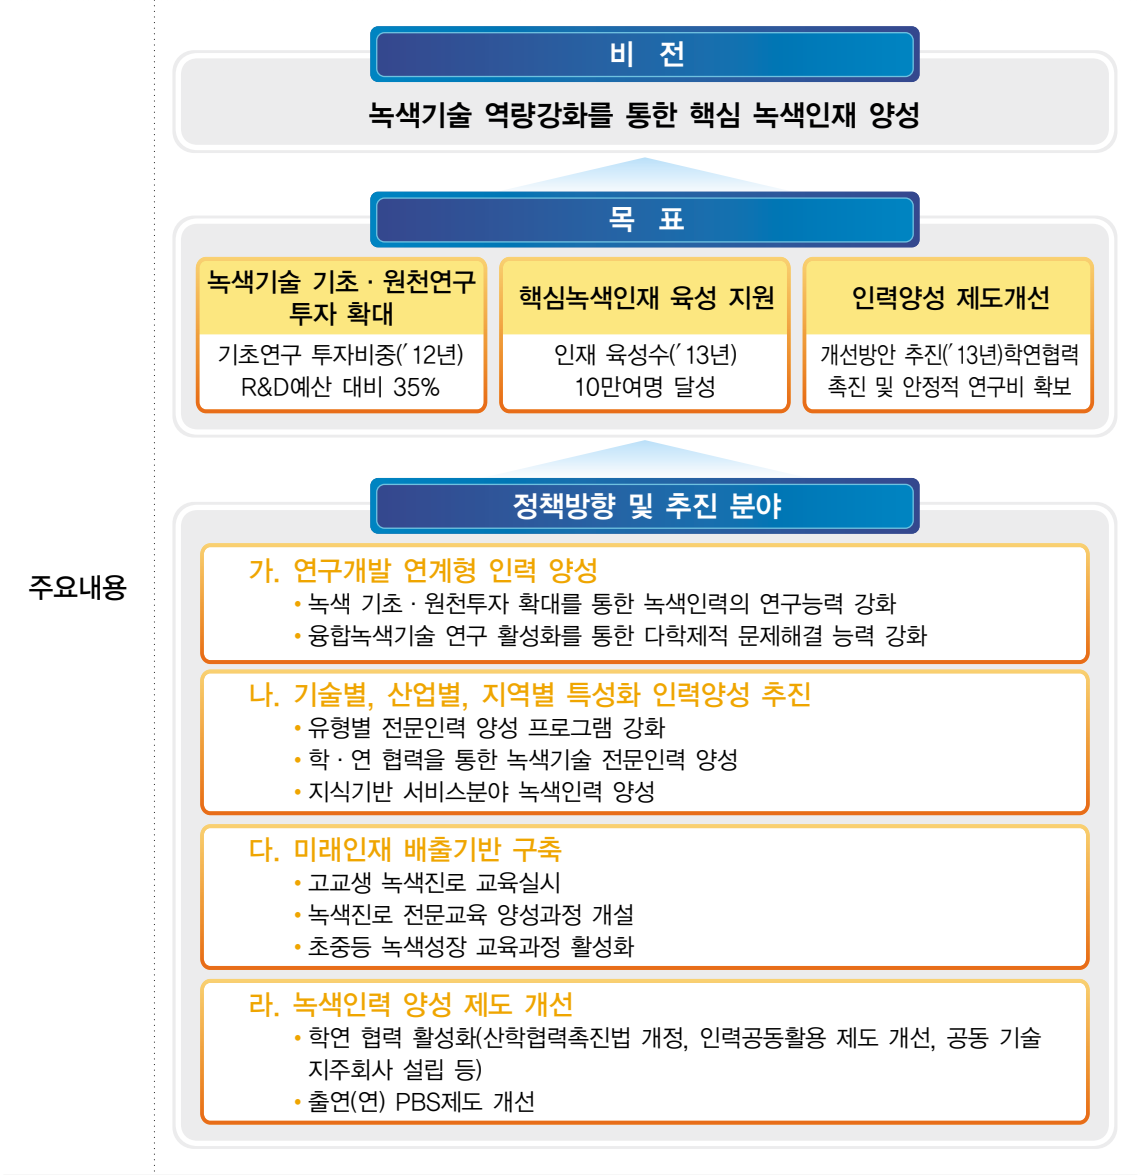 주요내용
비 전
녹색기술 역량강화를 통한 핵심 녹색인재 양성
목 표
녹색기술 기초 · 원천연구
투자 확대
기초연구 투자비중(′12년)
R&D예산 대비 35%
핵심녹색인재 육성 지원
인재 육성수(′13년)
10만여명 달성
인력양성 제도개선
개선방안 추진(′13년)학연협력
촉진 및 안정적 연구비 확보
정책방향 및 추진 분야
가. 연구개발 연계형 인력 양성
• 녹색 기초 · 원천투자 확대를 통한 녹색인력의 연구능력 강화
• 융합녹색기술 연구 활성화를 통한 다학제적 문제해결 능력 강화
나. 기술별, 산업별, 지역별 특성화 인력양성 추진
• 유형별 전문인력 양성 프로그램 강화
• 학 · 연 협력을 통한 녹색기술 전문인력 양성
• 지식기반 서비스분야 녹색인력 양성
다. 미래인재 배출기반 구축
• 고교생 녹색진로 교육실시
• 녹색진로 전문교육 양성과정 개설
• 초중등 녹색성장 교육과정 활성화
라. 녹색인력 양성 제도 개선
• 학연 협력 활성화(산학협력촉진법 개정, 인력공동활용 제도 개선, 공동 기술
지주회사 설립 등)
• 출연(연) PBS제도 개선